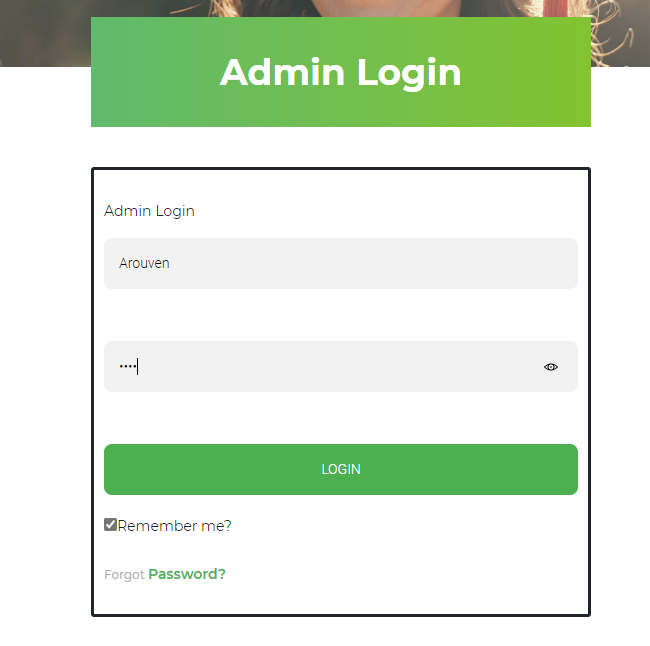 Admin Login
Admin Login
Arouven
••••
LOGIN
Remember me?
Forgot Password?